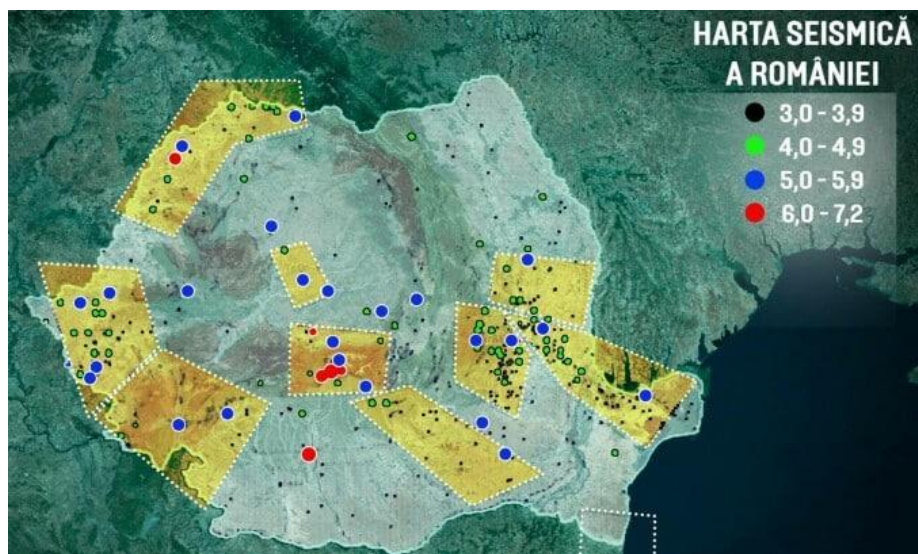 HARTA SEISMICĂ
A ROMÂNIEI
3,0 - 3,9
4,0 - 4,9
5,0 - 5,9
6,0 - 7,2